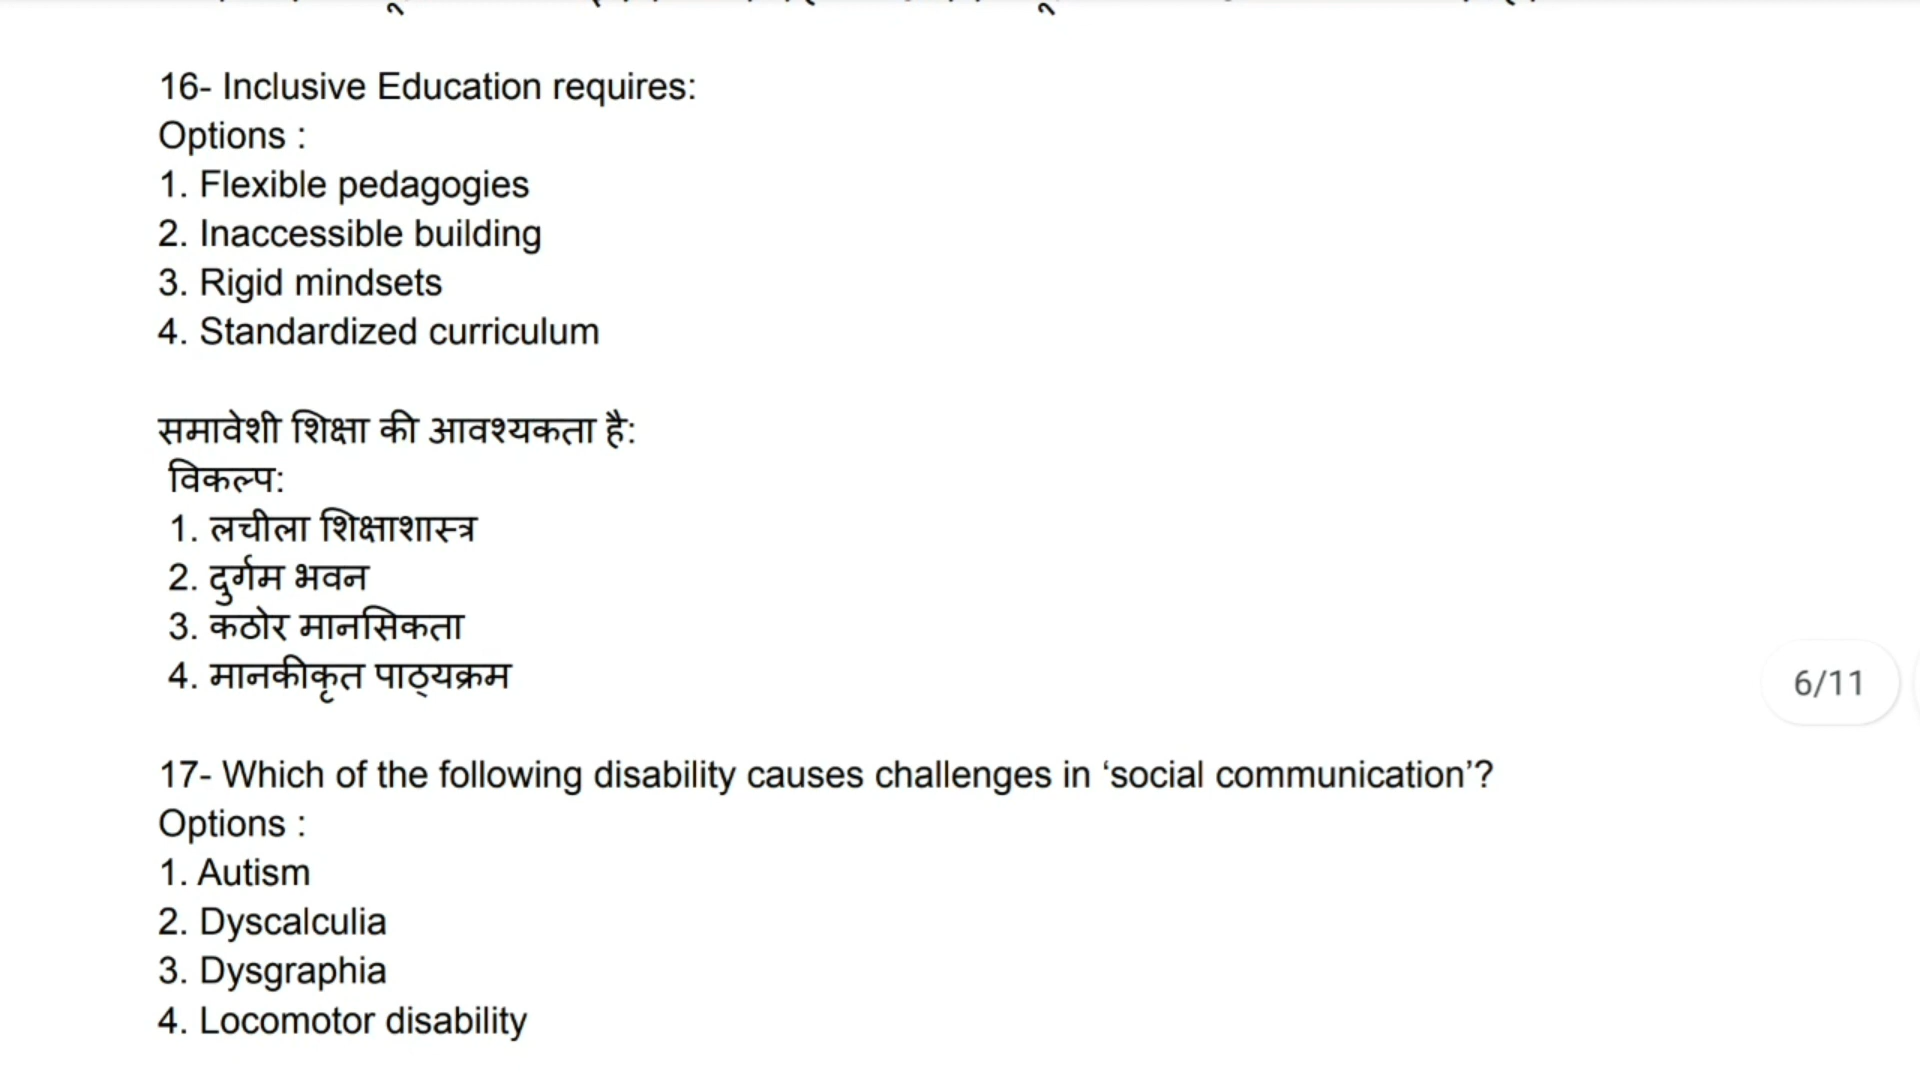 16- Inclusive Education requires:
Options :
1. Flexible pedagogies
2. Inaccessible building
3. Rigid mindsets
4. Standardized curriculum
समावेशी शिक्षा की आवश्यकता है:
विकल्प:
1. लचीला शिक्षाशास्त्र
2. दुर्गम भवन
3. कठोर मानसिकता
4. मानकीकृत पाठ्यक्रम
6/11
17- Which of the following disability causes challenges in ‘social communication’?
Options :
1. Autism
2. Dyscalculia
3. Dysgraphia
4. Locomotor disability